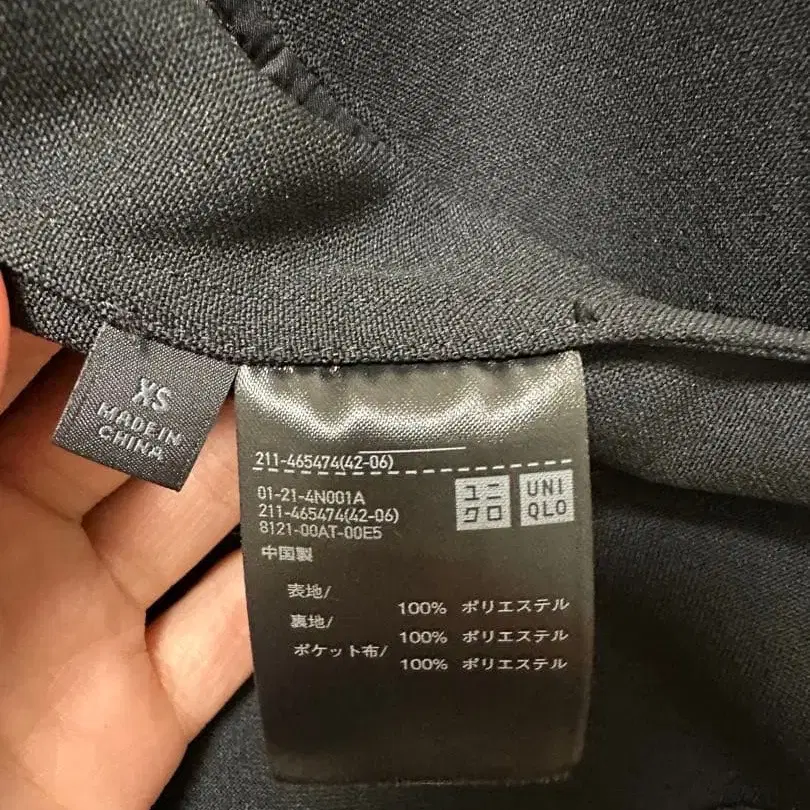 XS
MADE IN
CHINA
211-465474(42-06)
01-21-4N001A
211-465474(42-06)
8121-00AT-00E5
中国製
ユニ
クロ
UNI
QLO
表地/
100% ポリエステル
裏地/
100% ポリエステル
ポケット布/
100% ポリエステル